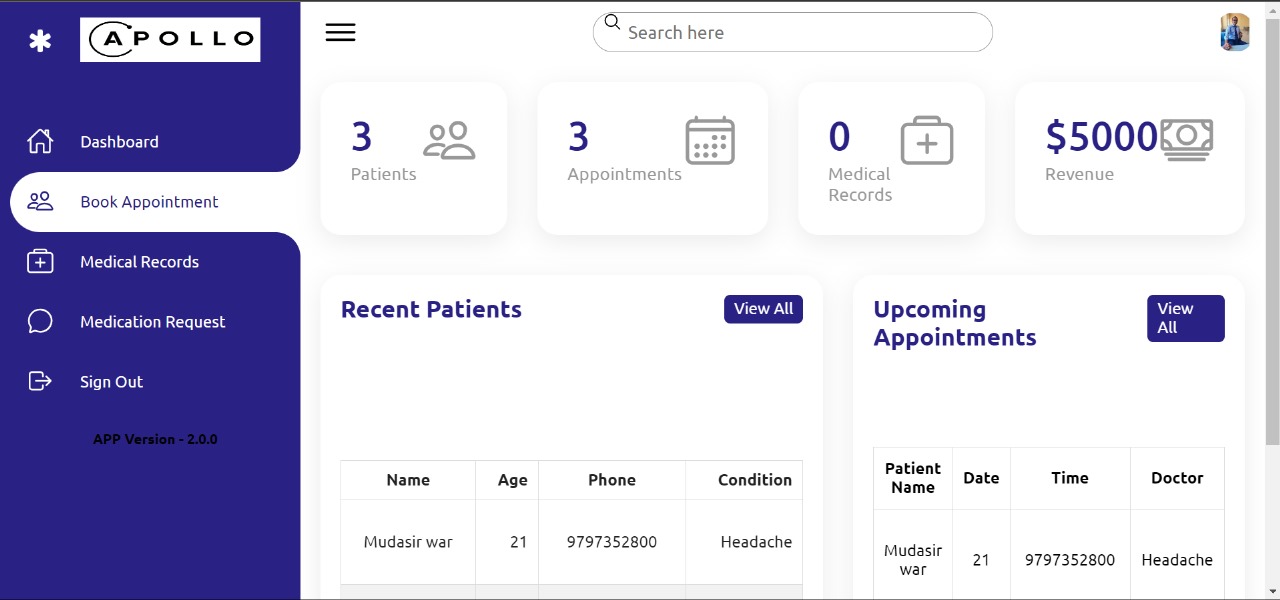 APOLLO
Search here
Dashboard
Book Appointment
Medical Records
Medication Request
Sign Out
APP Version - 2.0.0
3
Patients
3
Appointments
0
Medical
Records
$5000
Revenue
Recent Patients
View All
Name Age Phone Condition
Mudasir war 21 9797352800 Headache
Upcoming
Appointments
View
All
Patient
Name Date Time Doctor
Mudasir
war 21 9797352800 Headache